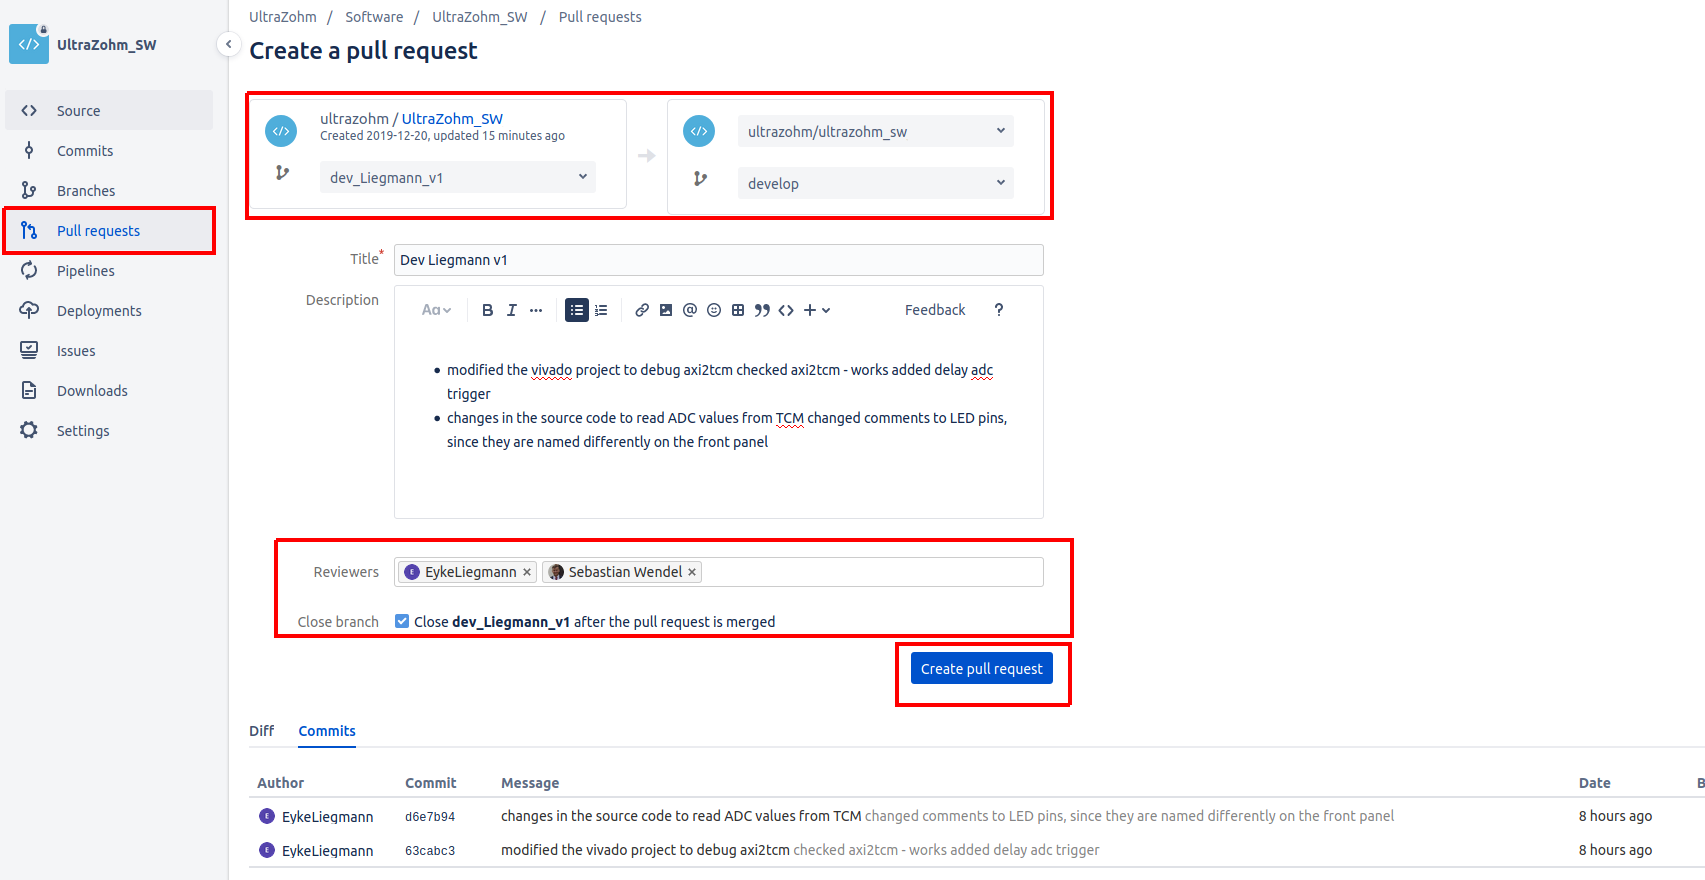 UltraZohm / Software / UltraZohm_SW / Pull requests
UltraZohm_SW
Create a pull request
Source
Commits
Branches
Pull requests
Pipelines
Deployments
Issues
Downloads
Settings
ultrazohm / UltraZohm_SW
Created 2019-12-20, updated 15 minutes ago
dev_Liegmann_v1
ultrazohm/ultrazohm_sw
develop
Title*
Dev Liegmann v1
Description
Aa B I ... @ + Feedback ?
• modified the vivado project to debug axi2tcm checked axi2tcm - works added delay adc
trigger
• changes in the source code to read ADC values from TCM changed comments to LED pins,
since they are named differently on the front panel
Reviewers
E EykeLiegmann × Sebastian Wendel ×
Close branch
Close dev_Liegmann_v1 after the pull request is merged
Create pull request
Diff Commits
Author Commit Message Date B
E EykeLiegmann d6e7b94 changes in the source code to read ADC values from TCM changed comments to LED pins, since they are named differently on the front panel 8 hours ago
E EykeLiegmann 63cabc3 modified the vivado project to debug axi2tcm checked axi2tcm - works added delay adc trigger 8 hours ago